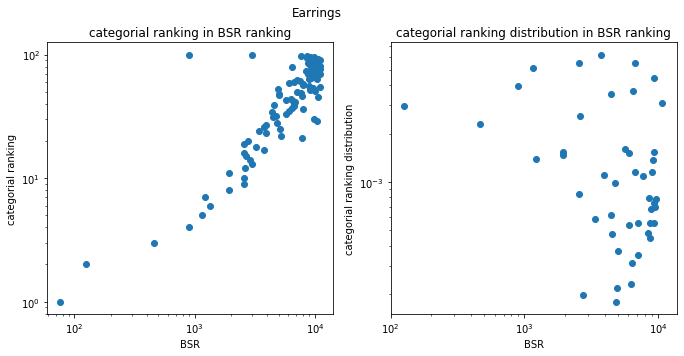 Earrings
categorial ranking in BSR ranking
categorial ranking distribution in BSR ranking
categorial ranking
10²
10¹
10⁰
10²
10³
10⁴
BSR
categorial ranking distribution
10⁻³
10²
10³
10⁴
BSR